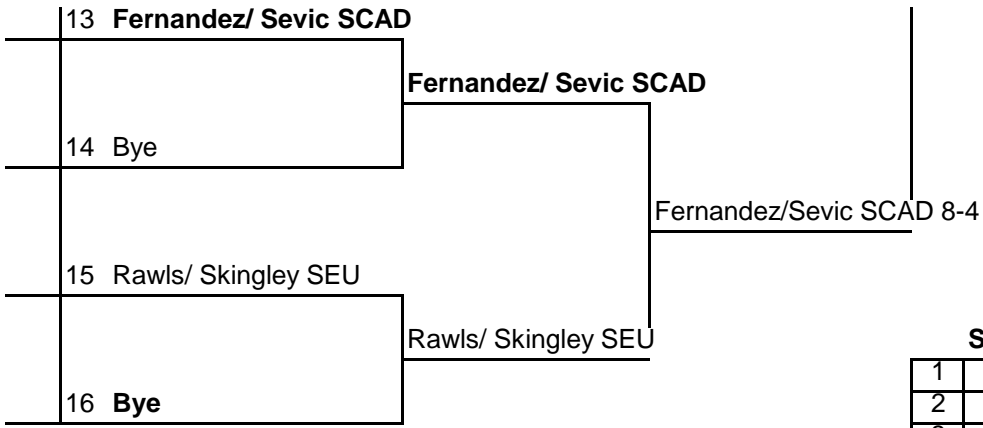 13 Fernandez/ Sevic SCAD
Fernandez/ Sevic SCAD
14 Bye
Fernandez/Sevic SCAD 8-4
15 Rawls/ Skingley SEU
Rawls/ Skingley SEU
S
1
16 Bye
2